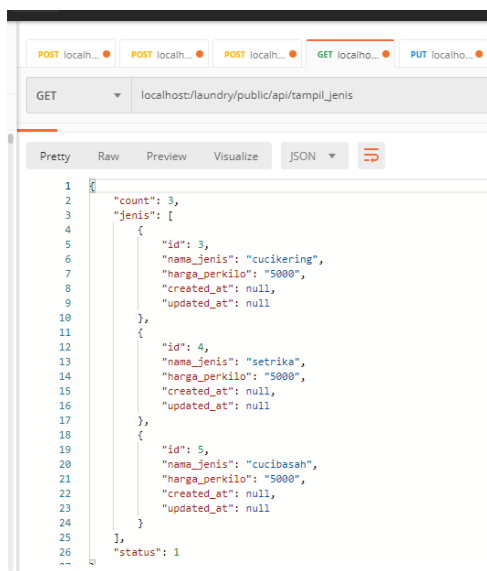 POST localh... POST localh... POST localh... GET localho... PUT localho...
GET localhost/laundry/public/api/tampil_jenis
Pretty Raw Preview Visualize JSON
1 {
2 "count": 3,
3 "jenis": [
4 {
5 "id": 3,
6 "nama_jenis": "cucikering",
7 "harga_perkilo": "5000",
8 "created_at": null,
9 "updated_at": null
10 },
11 {
12 "id": 4,
13 "nama_jenis": "setrika",
14 "harga_perkilo": "5000",
15 "created_at": null,
16 "updated_at": null
17 },
18 {
19 "id": 5,
20 "nama_jenis": "cucibasah",
21 "harga_perkilo": "5000",
22 "created_at": null,
23 "updated_at": null
24 }
25 ],
26 "status": 1
27 }